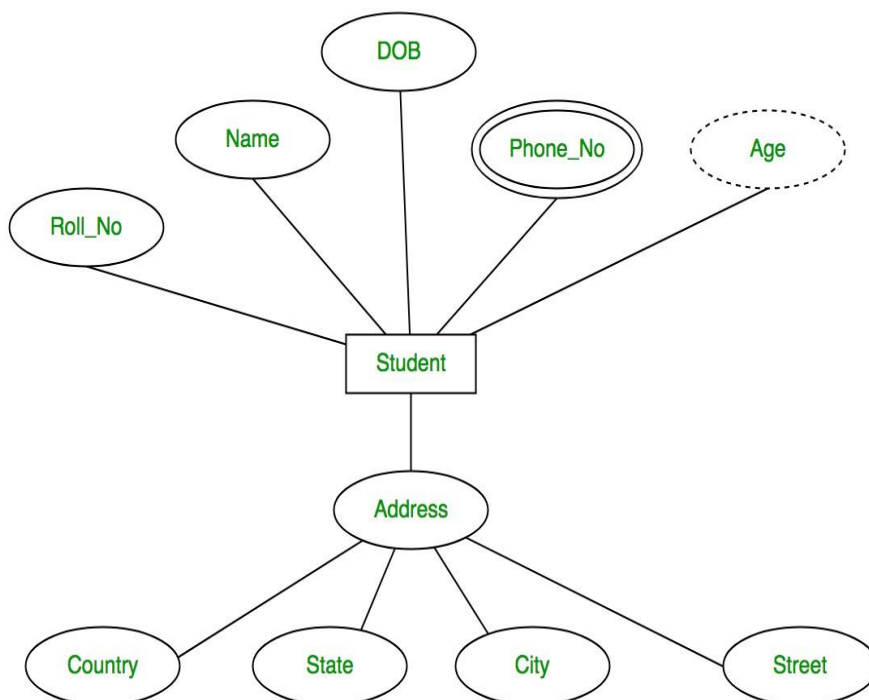 DOB
Name
Phone_No
Age
Roll_No
Student
Address
Country
State
City
Street